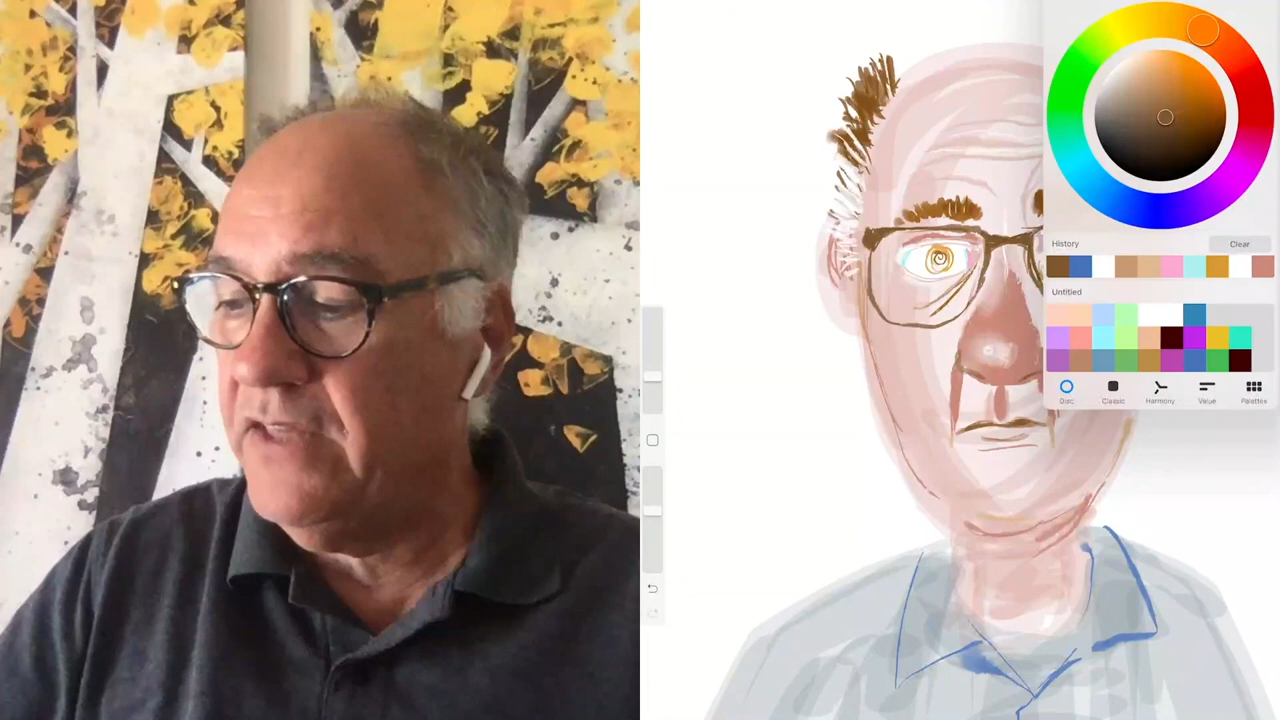 History
Clear
Untitled
Disc
Classic
Harmony
Value
Palettes